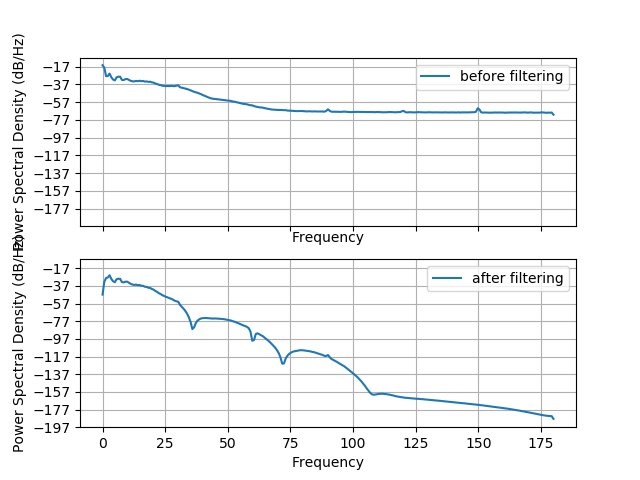 Power Spectral Density (dB/Hz)
−17
−37
−57
−77
−97
−117
−137
−157
−177
before filtering
Frequency
Power Spectral Density (dB/Hz)
−17
−37
−57
−77
−97
−117
−137
−157
−177
−197
after filtering
0 25 50 75 100 125 150 175
Frequency